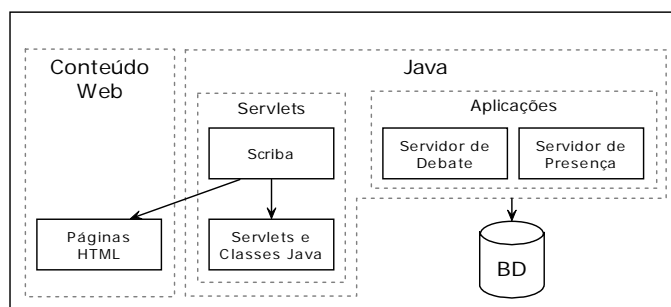 Conteúdo
Web
Java
Servlets
Aplicações
Scriba
Servidor de
Debate
Servidor de
Presença
Páginas
HTML
Servlets e
Classes Java
BD